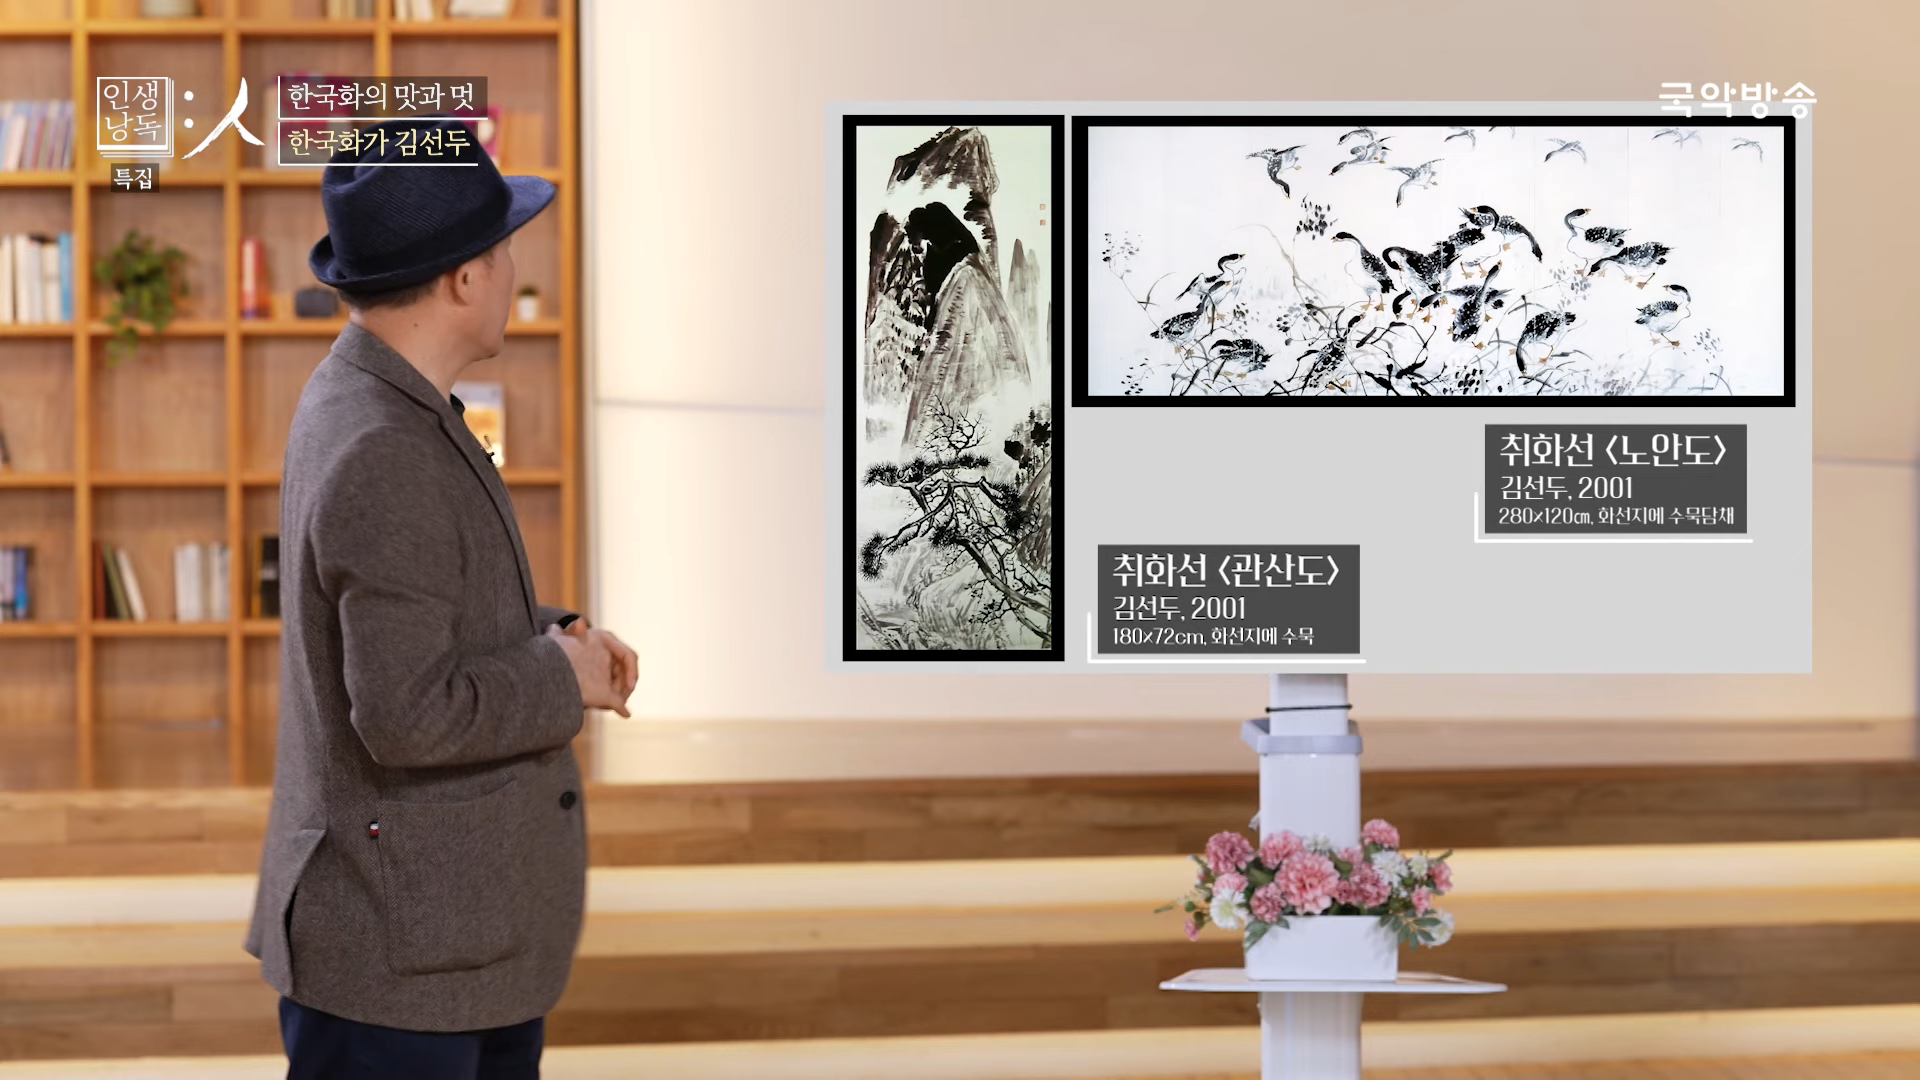 인생
낭독
:人
특집
한국화의 맛과 멋
한국화가 김선두
국악방송
취화선 <노안도>
김선두, 2001
280×120㎝, 화선지에 수묵담채
취화선 <관산도>
김선두, 2001
180×72cm, 화선지에 수묵